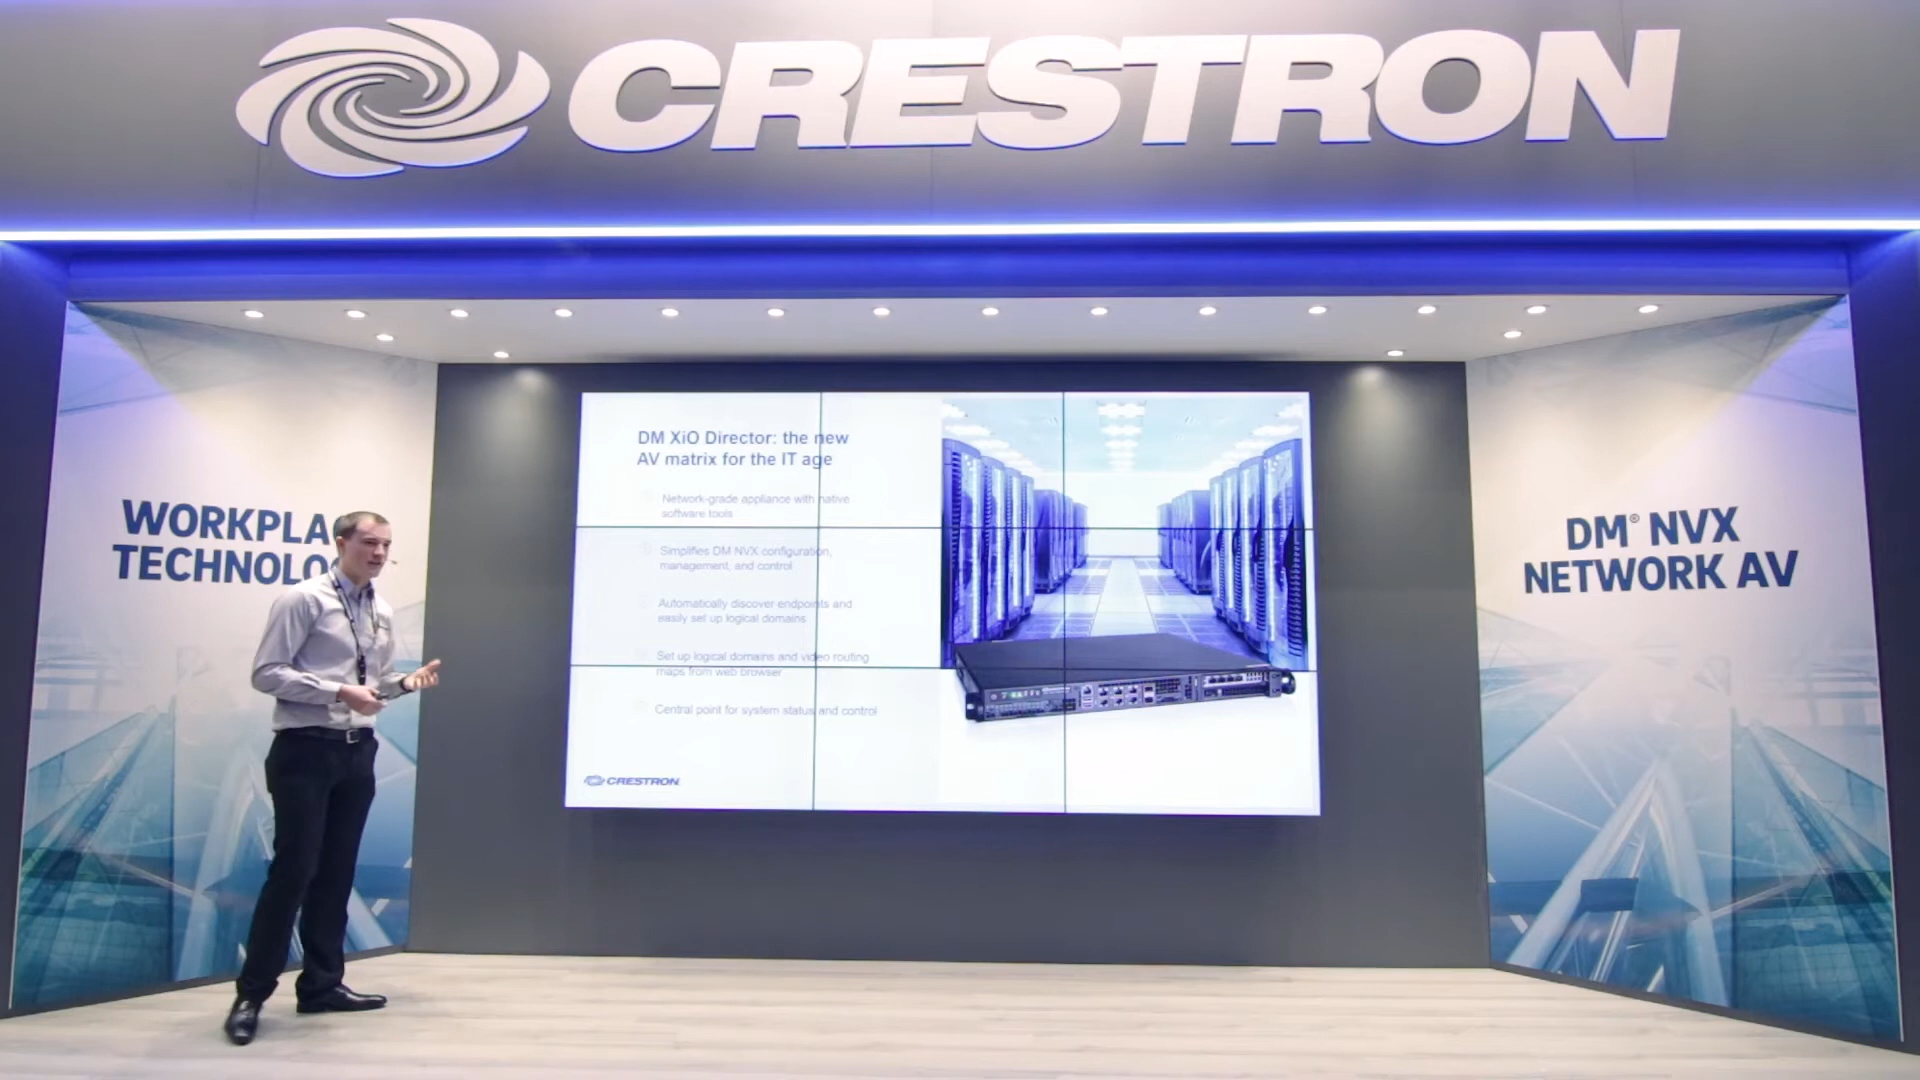 CRESTRON
WORKPLAC
TECHNOLO
DM XiO Director: the new
AV matrix for the IT age
Network-grade appliance with native
software tools
Simplifies DM NVX configuration,
management, and control
Automatically discover endpoints and
easily set up logical domains
Set up logical domains and video routing
maps from web browser
Central point for system status and control
CRESTRON
DM® NVX
NETWORK AV